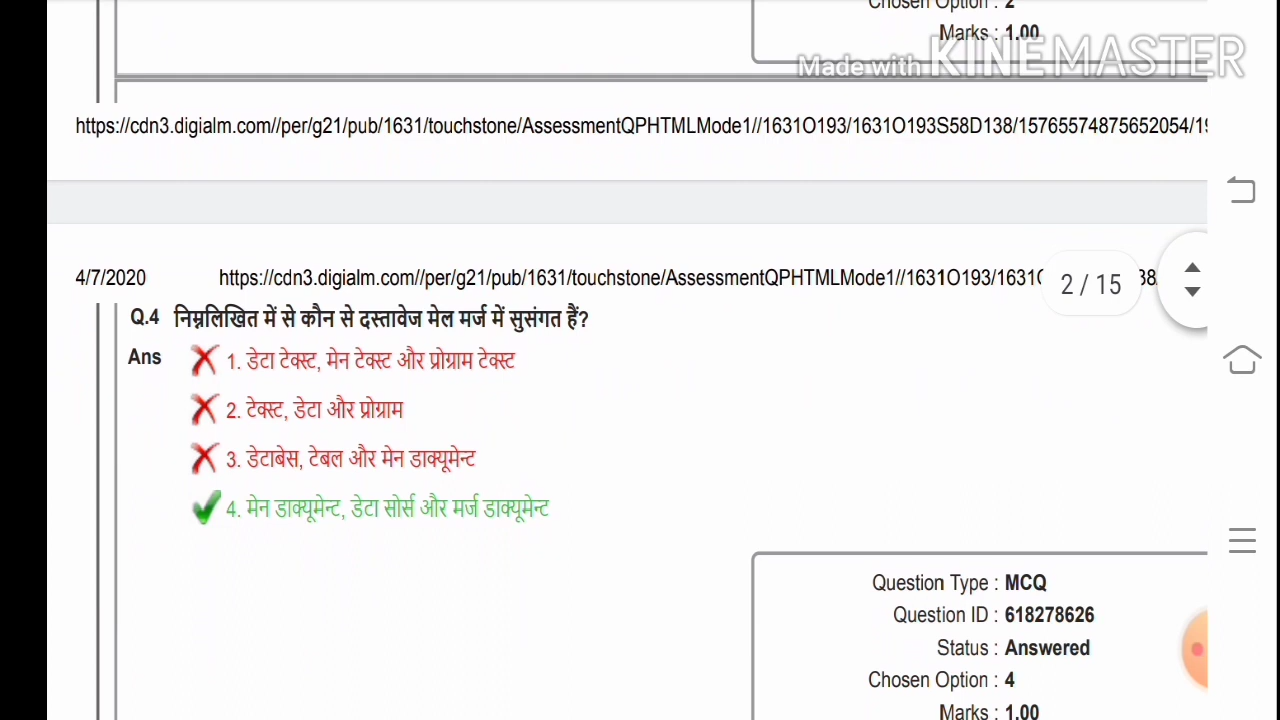 Chosen Option : 2
Marks : 1.00
Made with KINEMASTER
https://cdn3.digialm.com//per/g21/pub/1631/touchstone/AssessmentQPHTMLMode1//1631O193/1631O193S58D138/15765574875652054/19
4/7/2020 https://cdn3.digialm.com//per/g21/pub/1631/touchstone/AssessmentQPHTMLMode1//1631O193/1631O 38
2 / 15
Q.4 निम्नलिखित में से कौन से दस्तावेज मेल मर्ज में सुसंगत हैं?
Ans 1. डेटा टेक्स्ट, मेन टेक्स्ट और प्रोग्राम टेक्स्ट
2. टेक्स्ट, डेटा और प्रोग्राम
3. डेटाबेस, टेबल और मेन डाक्यूमेन्ट
4. मेन डाक्यूमेन्ट, डेटा सोर्स और मर्ज डाक्यूमेन्ट
Question Type : MCQ
Question ID : 618278626
Status : Answered
Chosen Option : 4
Marks : 1.00